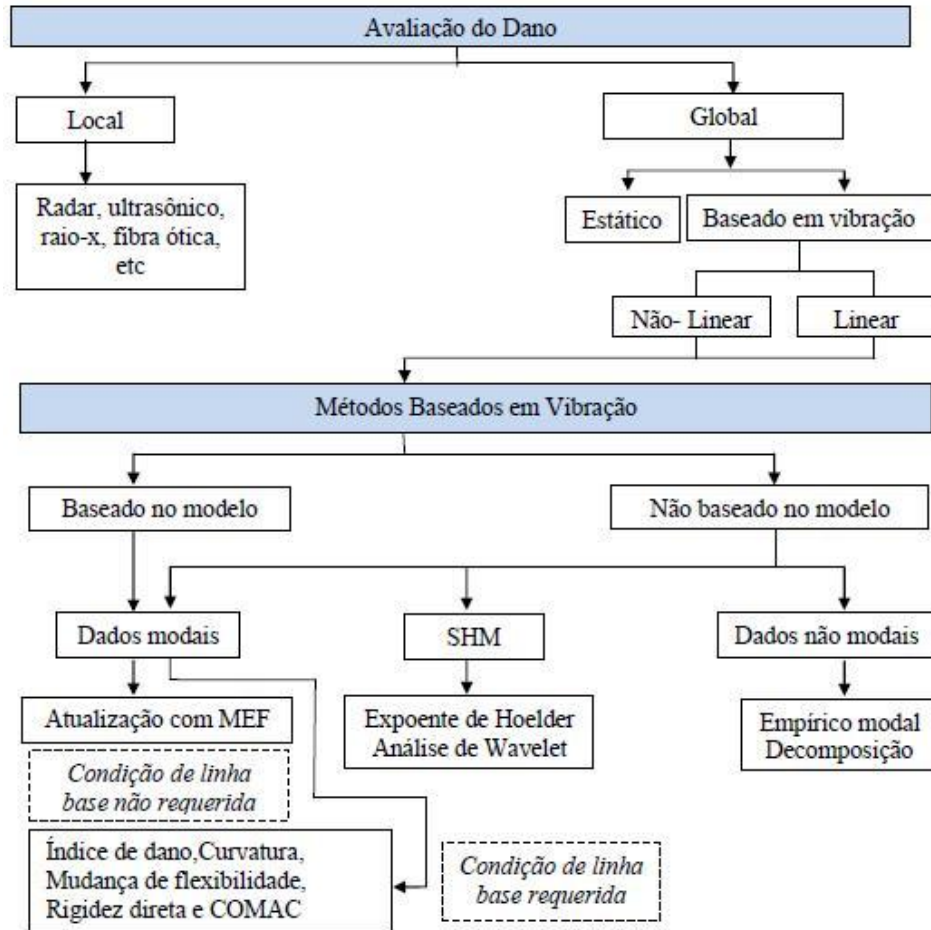 Avaliação do Dano
Local
Global
Radar, ultrasônico,
raio-x, fibra ótica,
etc
Estático
Baseado em vibração
Não- Linear
Linear
Métodos Baseados em Vibração
Baseado no modelo
Não baseado no modelo
Dados modais
SHM
Dados não modais
Atualização com MEF
Expoente de Hoelder
Análise de Wavelet
Empírico modal
Decomposição
Condição de linha
base não requerida
Índice de dano,Curvatura,
Mudança de flexibilidade,
Rigidez direta e COMAC
Condição de linha
base requerida